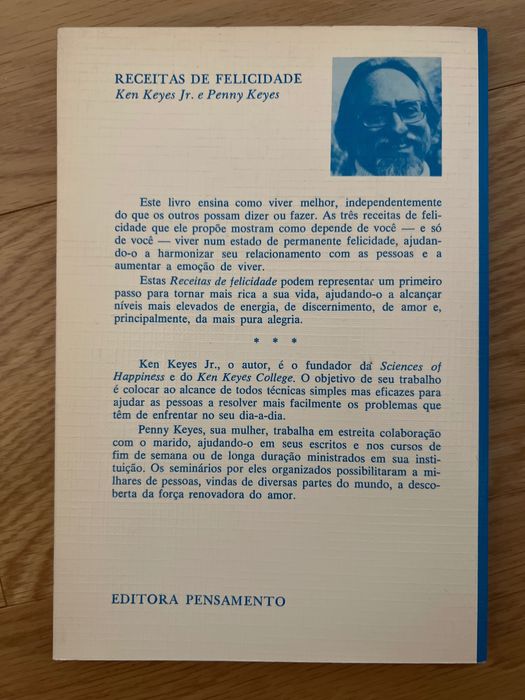 RECEITAS DE FELICIDADE
Ken Keyes Jr. e Penny Keyes
Este livro ensina como viver melhor, independentemente
do que os outros possam dizer ou fazer. As três receitas de feli-
cidade que ele propõe mostram como depende de você — e só
de você — viver num estado de permanente felicidade, ajudan-
do-o a harmonizar seu relacionamento com as pessoas e a
aumentar a emoção de viver.
Estas Receitas de felicidade podem representar um primeiro
passo para tornar mais rica a sua vida, ajudando-o a alcançar
níveis mais elevados de energia, de discernimento, de amor e,
principalmente, da mais pura alegria.
* * *
Ken Keyes Jr., o autor, é o fundador da Sciences of
Happiness e do Ken Keyes College. O objetivo de seu trabalho
é colocar ao alcance de todos técnicas simples mas eficazes para
ajudar as pessoas a resolver mais facilmente os problemas que
têm de enfrentar no seu dia-a-dia.
Penny Keyes, sua mulher, trabalha em estreita colaboração
com o marido, ajudando-o em seus escritos e nos cursos de
fim de semana ou de longa duração ministrados em sua insti-
tuição. Os seminários por eles organizados possibilitaram a mi-
lhares de pessoas, vindas de diversas partes do mundo, a desco-
berta da força renovadora do amor.
EDITORA PENSAMENTO